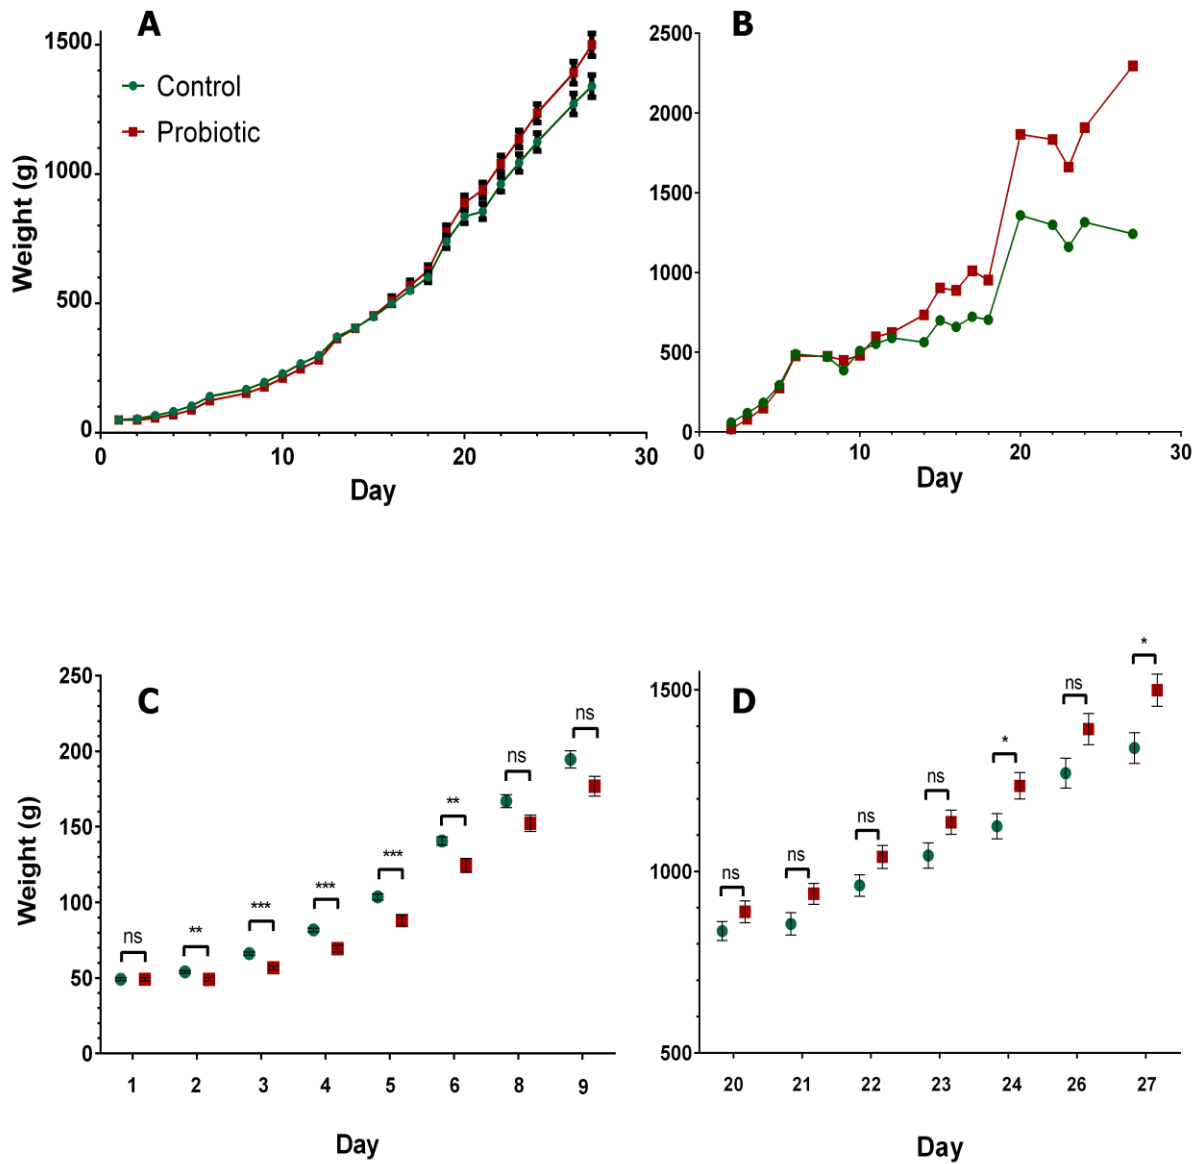 A
1500
Control
Probiotic
1000
500
0
Weight (g)
0 10 20 30
Day
B
2500
2000
1500
1000
500
0
0 10 20 30
Day
C
250
200
150
100
50
0
Weight (g)
ns ** *** *** *** ** ns ns
1 2 3 4 5 6 8 9
Day
D
1500
1000
500
ns ns ns ns * ns *
20 21 22 23 24 26 27
Day